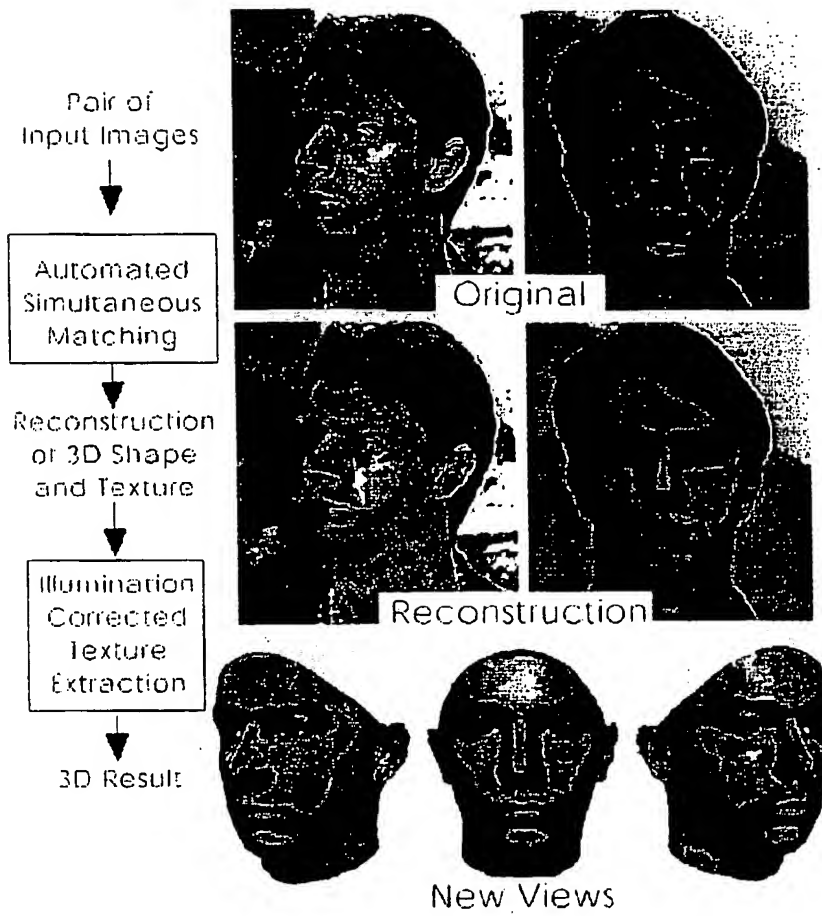 Pair of
Input Images
Automated
Simultaneous
Matching
Reconstruction
of 3D Shape
and Texture
Illumination
Corrected
Texture
Extraction
3D Result
Original
Reconstruction
New Views